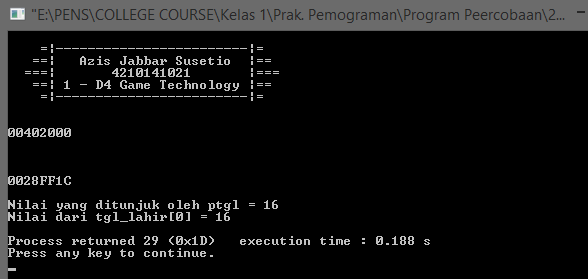 "E:\PENS\COLLEGE COURSE\Kelas 1\Prak. Pemograman\Program Peercobaan\2...
=¦------------------------¦=
==¦   Azis Jabbar Susetio  ¦==
===¦       4210141021       ¦===
==¦ 1 - D4 Game Technology ¦==
=¦------------------------¦=
00402000
0028FF1C
Nilai yang ditunjuk oleh ptgl = 16
Nilai dari tgl_lahir[0] = 16
Process returned 29 (0x1D)   execution time : 0.188 s
Press any key to continue.